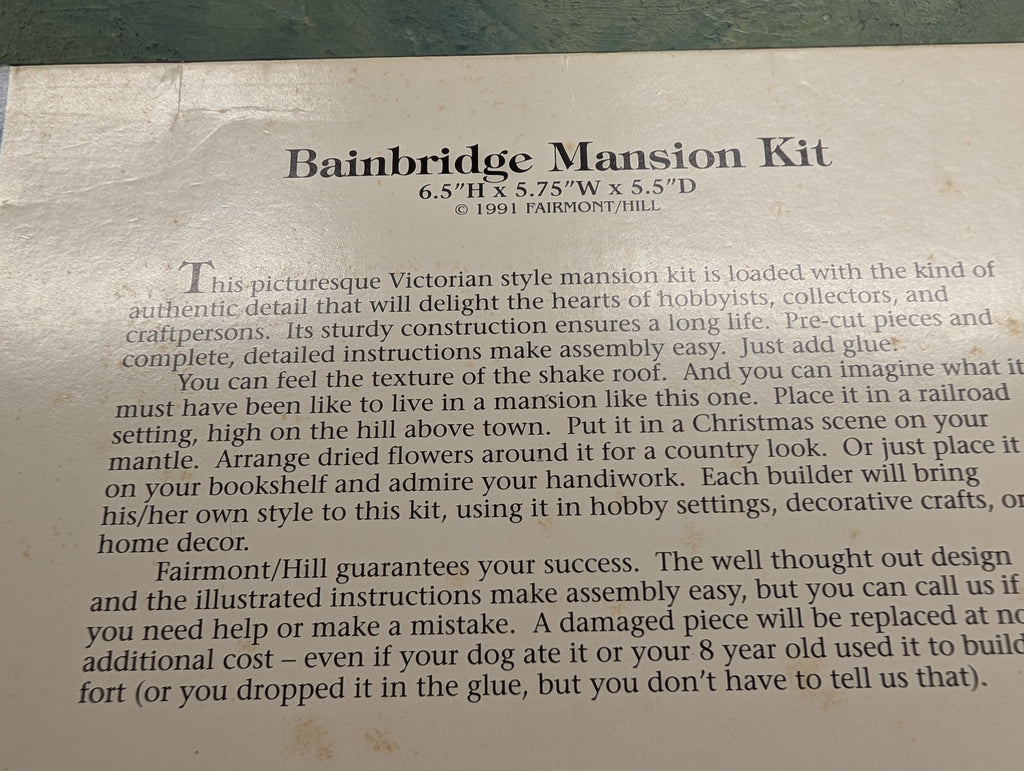 Bainbridge Mansion Kit
6.5"H x 5.75"W x 5.5"D
© 1991 FAIRMONT/HILL
This picturesque Victorian style mansion kit is loaded with the kind of
authentic detail that will delight the hearts of hobbyists, collectors, and
craftpersons. Its sturdy construction ensures a long life. Pre-cut pieces and
complete, detailed instructions make assembly easy. Just add glue.
You can feel the texture of the shake roof. And you can imagine what it
must have been like to live in a mansion like this one. Place it in a railroad
setting, high on the hill above town. Put it in a Christmas scene on your
mantle. Arrange dried flowers around it for a country look. Or just place it
on your bookshelf and admire your handiwork. Each builder will bring
his/her own style to this kit, using it in hobby settings, decorative crafts, or
home decor.
Fairmont/Hill guarantees your success. The well thought out design
and the illustrated instructions make assembly easy, but you can call us if
you need help or make a mistake. A damaged piece will be replaced at no
additional cost – even if your dog ate it or your 8 year old used it to build
fort (or you dropped it in the glue, but you don't have to tell us that).